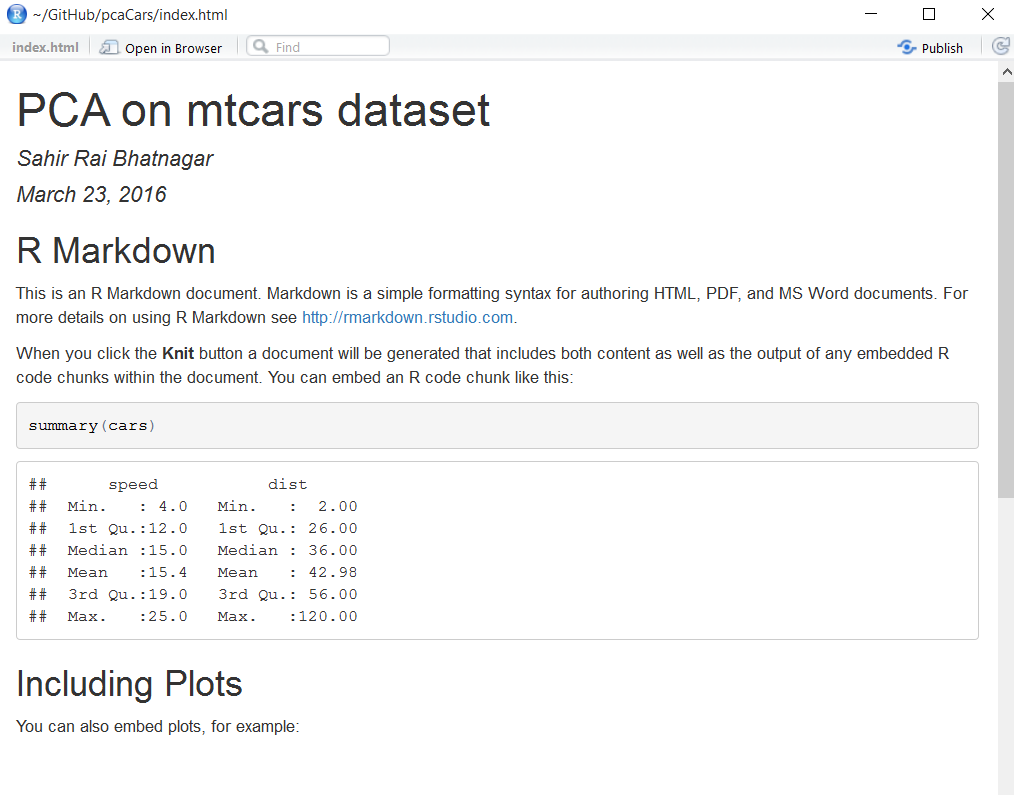 ~/GitHub/pcaCars/index.html
index.html Open in Browser Find Publish
PCA on mtcars dataset
Sahir Rai Bhatnagar
March 23, 2016
R Markdown
This is an R Markdown document. Markdown is a simple formatting syntax for authoring HTML, PDF, and MS Word documents. For
more details on using R Markdown see http://rmarkdown.rstudio.com.
When you click the Knit button a document will be generated that includes both content as well as the output of any embedded R
code chunks within the document. You can embed an R code chunk like this:
summary(cars)
##      speed           dist
##  Min.   : 4.0   Min.   :  2.00
##  1st Qu.:12.0   1st Qu.: 26.00
##  Median :15.0   Median : 36.00
##  Mean   :15.4   Mean   : 42.98
##  3rd Qu.:19.0   3rd Qu.: 56.00
##  Max.   :25.0   Max.   :120.00
Including Plots
You can also embed plots, for example: